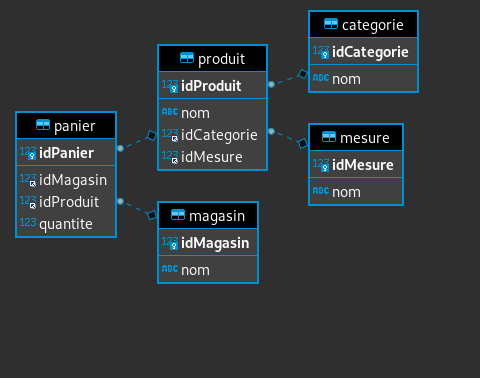 categorie
123 idCategorie
ABC nom
produit
123 idProduit
ABC nom
123 idCategorie
123 idMesure
mesure
123 idMesure
ABC nom
panier
123 idPanier
123 idMagasin
123 idProduit
123 quantite
magasin
123 idMagasin
ABC nom